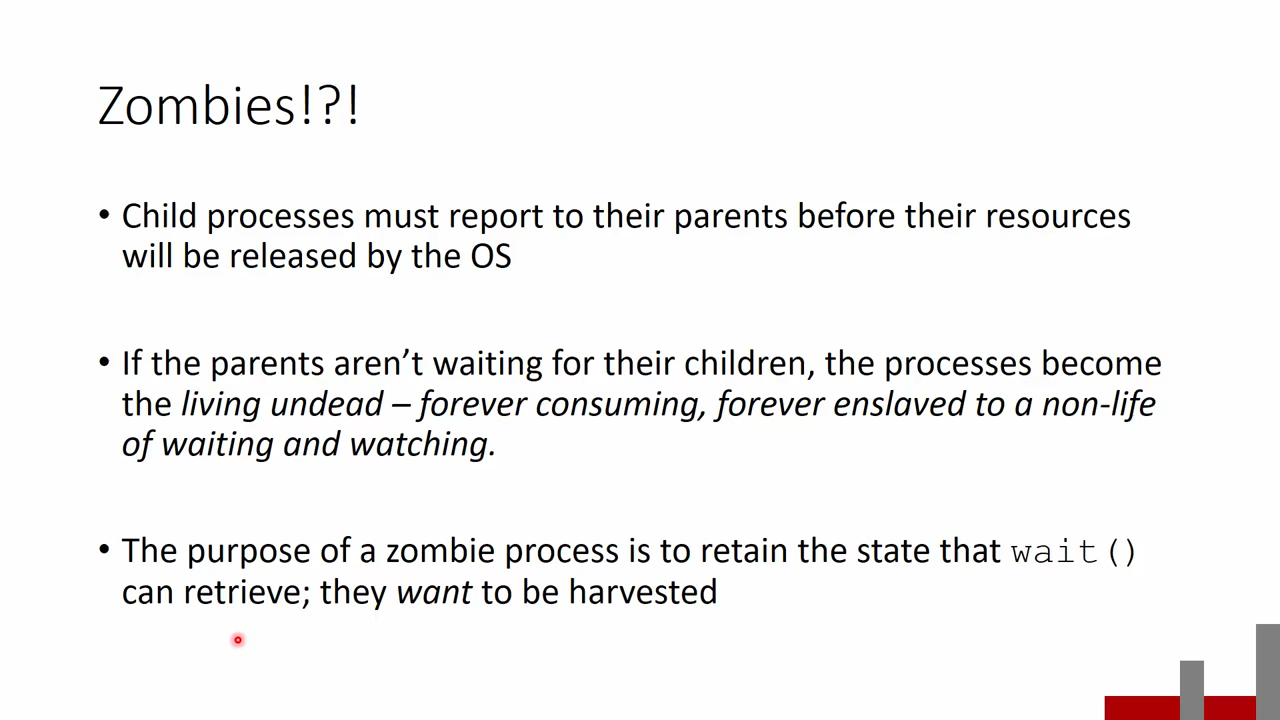 Zombies!?!
• Child processes must report to their parents before their resources
will be released by the OS
• If the parents aren’t waiting for their children, the processes become
the living undead – forever consuming, forever enslaved to a non-life
of waiting and watching.
• The purpose of a zombie process is to retain the state that wait()
can retrieve; they want to be harvested